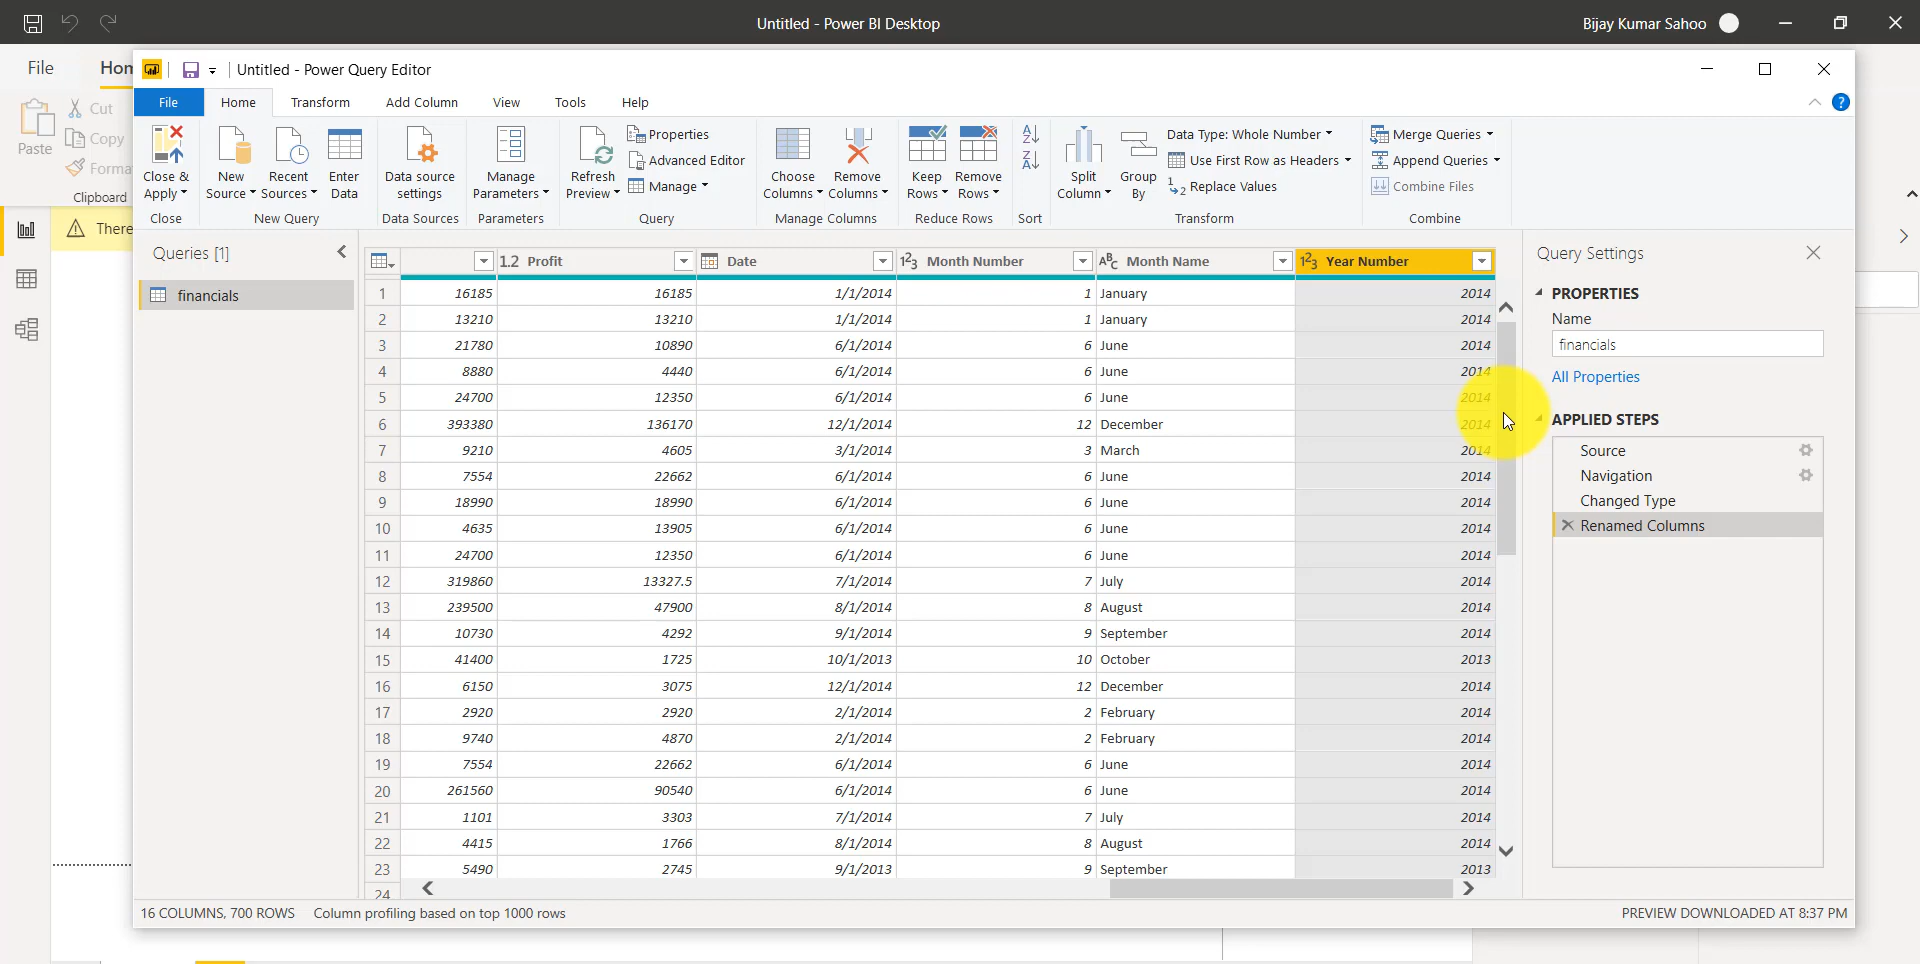 Untitled - Power BI Desktop
Bijay Kumar Sahoo
File
Hom
Paste
Cut
Copy
Forma
Clipboard
There
Untitled - Power Query Editor
File Home Transform Add Column View Tools Help
Close & Apply
Close
New Source
Recent Sources
Enter Data
New Query
Data source settings
Data Sources
Manage Parameters
Parameters
Refresh Preview
Properties
Advanced Editor
Manage
Query
Choose Columns
Remove Columns
Manage Columns
Keep Rows
Remove Rows
Reduce Rows
Sort
Split Column
Group By
Data Type: Whole Number
Use First Row as Headers
Replace Values
Transform
Merge Queries
Append Queries
Combine Files
Combine
Queries [1]
financials
1.2 Profit Date 123 Month Number ABC Month Name 123 Year Number
1 16185 16185 1/1/2014 1 January 2014
2 13210 13210 1/1/2014 1 January 2014
3 21780 10890 6/1/2014 6 June 2014
4 8880 4440 6/1/2014 6 June 2014
5 24700 12350 6/1/2014 6 June 2014
6 393380 136170 12/1/2014 12 December 2014
7 9210 4605 3/1/2014 3 March 2014
8 7554 22662 6/1/2014 6 June 2014
9 18990 18990 6/1/2014 6 June 2014
10 4635 13905 6/1/2014 6 June 2014
11 24700 12350 6/1/2014 6 June 2014
12 319860 13327.5 7/1/2014 7 July 2014
13 239500 47900 8/1/2014 8 August 2014
14 10730 4292 9/1/2014 9 September 2014
15 41400 1725 10/1/2013 10 October 2013
16 6150 3075 12/1/2014 12 December 2014
17 2920 2920 2/1/2014 2 February 2014
18 9740 4870 2/1/2014 2 February 2014
19 7554 22662 6/1/2014 6 June 2014
20 261560 90540 6/1/2014 6 June 2014
21 1101 3303 7/1/2014 7 July 2014
22 4415 1766 8/1/2014 8 August 2014
23 5490 2745 9/1/2013 9 September 2013
24
Query Settings
PROPERTIES
Name
financials
All Properties
APPLIED STEPS
Source
Navigation
Changed Type
Renamed Columns
16 COLUMNS, 700 ROWS Column profiling based on top 1000 rows
PREVIEW DOWNLOADED AT 8:37 PM